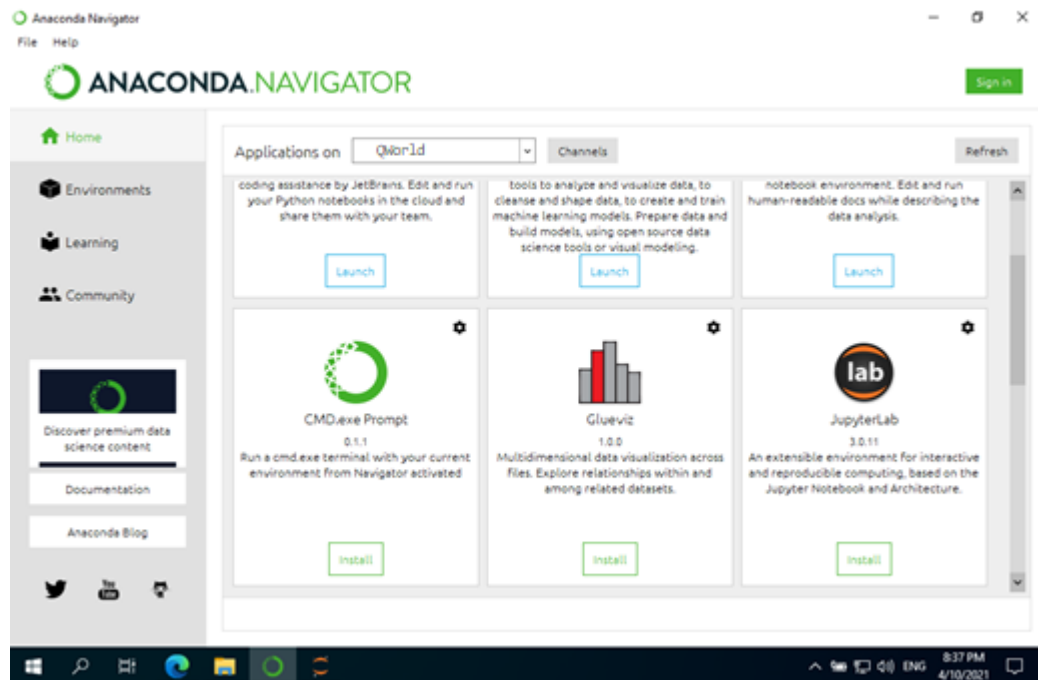 Anaconda Navigator
File Help
ANACONDA.NAVIGATOR
Sign in
Home
Environments
Learning
Community
Discover premium data
science content
Documentation
Anaconda Blog
You
Tube
Applications on QWorld Channels Refresh
coding assistance by JetBrains. Edit and run
your Python notebooks in the cloud and
share them with your team.
Launch
tools to analyze and visualize data, to
cleanse and shape data, to create and train
machine learning models. Prepare data and
build models, using open source data
science tools or visual modeling.
Launch
notebook environment. Edit and run
human-readable docs while describing the
data analysis.
Launch
CMD.exe Prompt
0.1.1
Run a cmd.exe terminal with your current
environment from Navigator activated
Install
Glueviz
1.0.0
Multidimensional data visualization across
files. Explore relationships within and
among related datasets.
Install
lab
JupyterLab
3.0.11
An extensible environment for interactive
and reproducible computing, based on the
Jupyter Notebook and Architecture.
Install
ENG
8:37 PM
4/10/2021